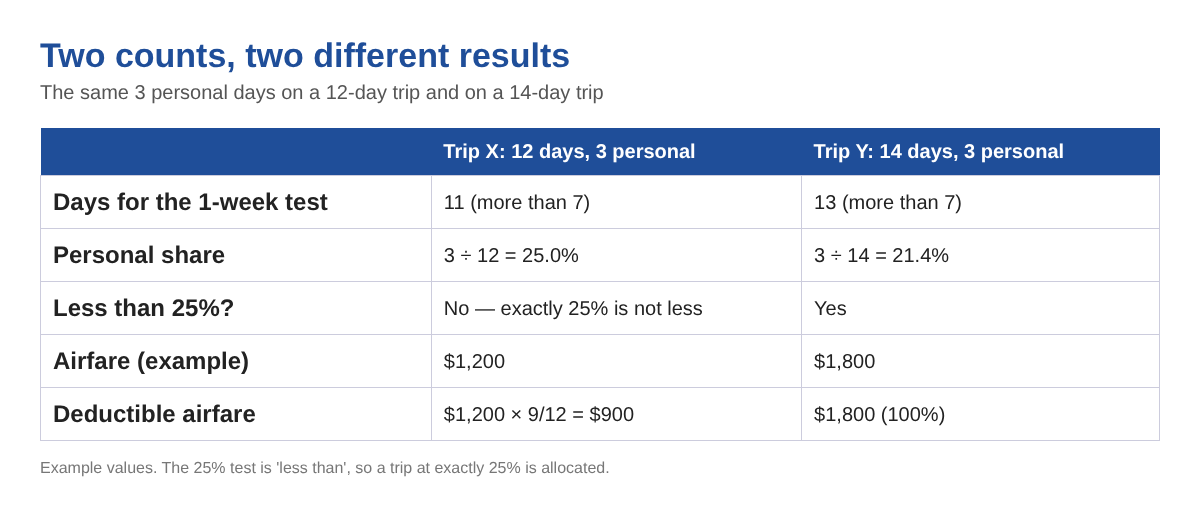 Two counts, two different results
The same 3 personal days on a 12-day trip and on a 14-day trip
Trip X: 12 days, 3 personal Trip Y: 14 days, 3 personal
Days for the 1-week test 11 (more than 7) 13 (more than 7)
Personal share 3 ÷ 12 = 25.0% 3 ÷ 14 = 21.4%
Less than 25%? No — exactly 25% is not less Yes
Airfare (example) $1,200 $1,800
Deductible airfare $1,200 × 9/12 = $900 $1,800 (100%)
Example values. The 25% test is 'less than', so a trip at exactly 25% is allocated.